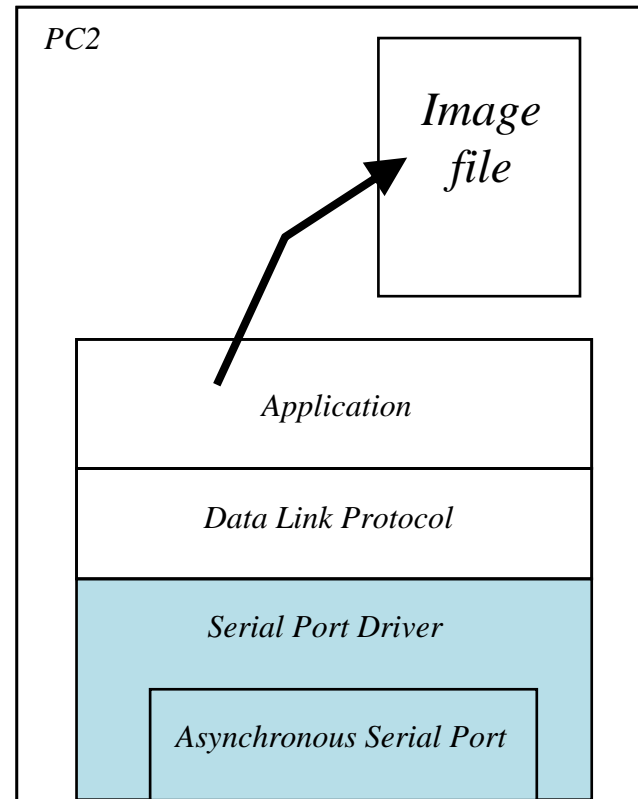 PC2
Image
file
Application
Data Link Protocol
Serial Port Driver
Asynchronous Serial Port